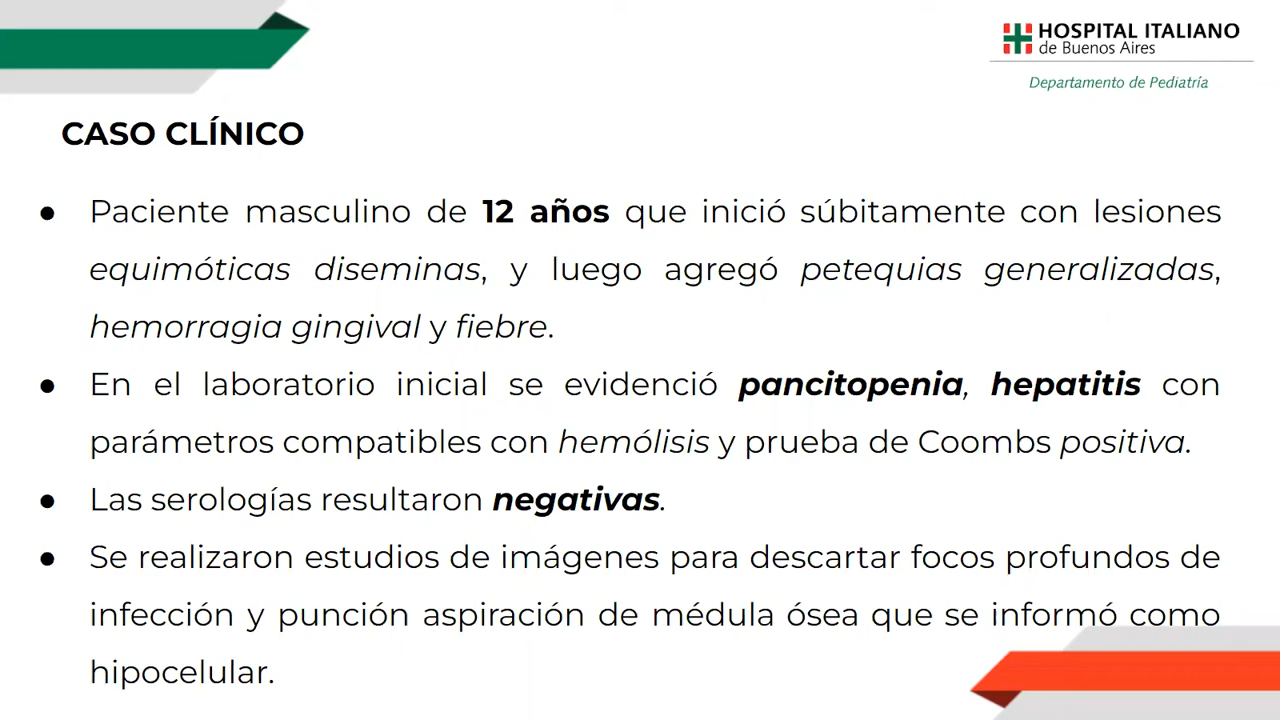 HOSPITAL ITALIANO
de Buenos Aires
Departamento de Pediatría
CASO CLÍNICO
● Paciente masculino de 12 años que inició súbitamente con lesiones
equimóticas diseminas, y luego agregó petequias generalizadas,
hemorragia gingival y fiebre.
● En el laboratorio inicial se evidenció pancitopenia, hepatitis con
parámetros compatibles con hemólisis y prueba de Coombs positiva.
● Las serologías resultaron negativas.
● Se realizaron estudios de imágenes para descartar focos profundos de
infección y punción aspiración de médula ósea que se informó como
hipocelular.